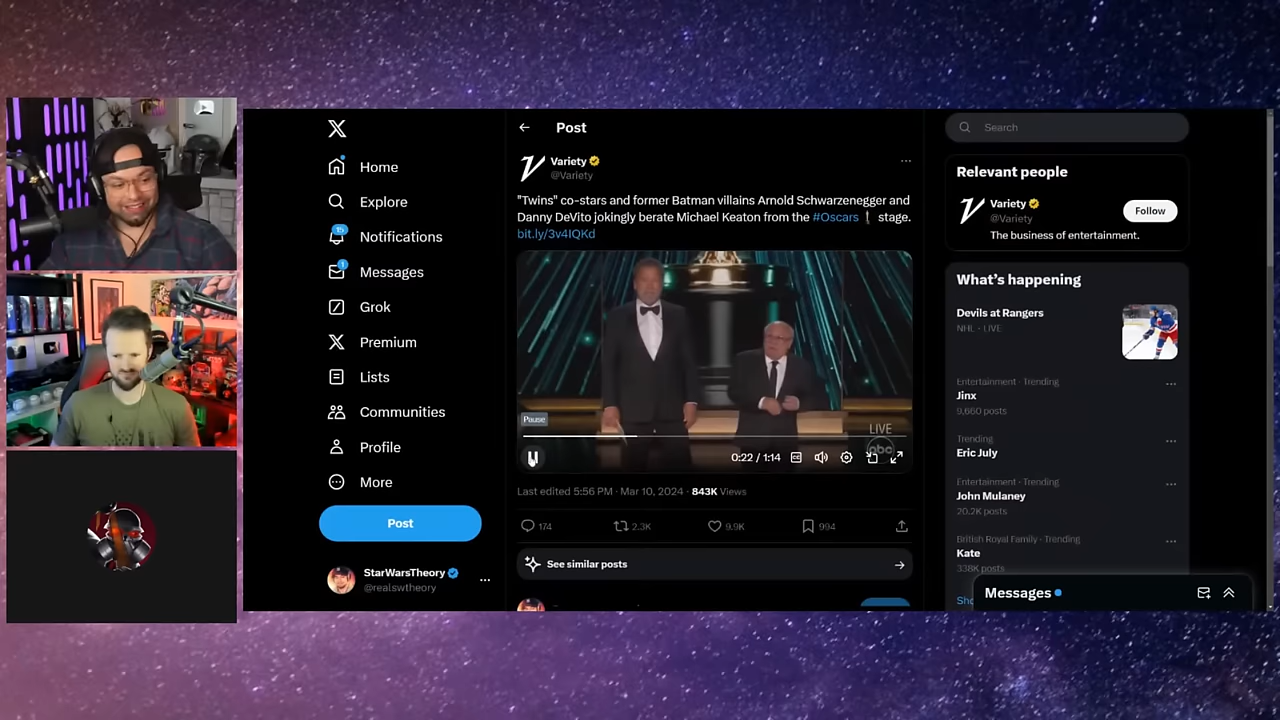 Home
Explore
15
Notifications
1
Messages
Grok
Premium
Lists
Communities
Profile
More
Post
StarWarsTheory
@realswtheory
Post
Variety
@Variety
"Twins" co-stars and former Batman villains Arnold Schwarzenegger and
Danny DeVito jokingly berate Michael Keaton from the #Oscars stage.
bit.ly/3v4IQKd
Pause
LIVE
abc
0:22 / 1:14
Last edited 5:56 PM · Mar 10, 2024 · 843K Views
174
2.3K
9.9K
994
See similar posts
Search
Relevant people
Variety
@Variety
Follow
The business of entertainment.
What's happening
Devils at Rangers
NHL · LIVE
Entertainment · Trending
Jinx
9,660 posts
Trending
Eric July
Entertainment · Trending
John Mulaney
20.2K posts
British Royal Family · Trending
Kate
338K posts
Messages